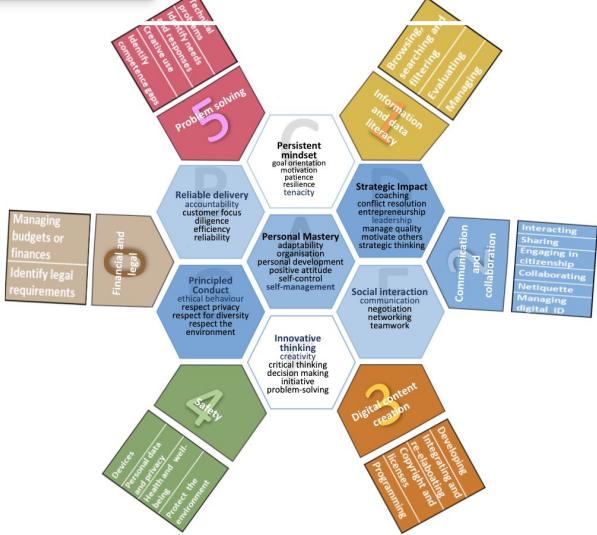 Technical
problems
Identify needs
and responses
Creative use
Identify
competence gaps
Problem solving
5
Browsing,
searching and
filtering
Evaluating
Managing
Information
and data
literacy
1
Persistent
mindset
goal orientation
motivation
patience
resilience
tenacity
Reliable delivery
accountability
customer focus
diligence
efficiency
reliability
Strategic Impact
coaching
conflict resolution
entrepreneurship
leadership
manage quality
motivate others
strategic thinking
Personal Mastery
adaptability
organisation
personal development
positive attitude
self-control
self-management
Managing
budgets or
finances
Identify legal
requirements
Financial and
legal
6
Communication
and
collaboration
Interacting
Sharing
Engaging in
citizenship
Collaborating
Netiquette
Managing
digital ID
Principled
Conduct
ethical behaviour
respect privacy
respect for diversity
respect the
environment
Social interaction
communication
negotiation
networking
teamwork
Innovative
thinking
creativity
critical thinking
decision making
initiative
problem-solving
4
Safety
Devices
Personal data
and privacy
Health and well-
being
Protect the
environment
3
Digital content
creation
Developing
Integrating and
re-elaboating
Copyright and
licenses
Programming